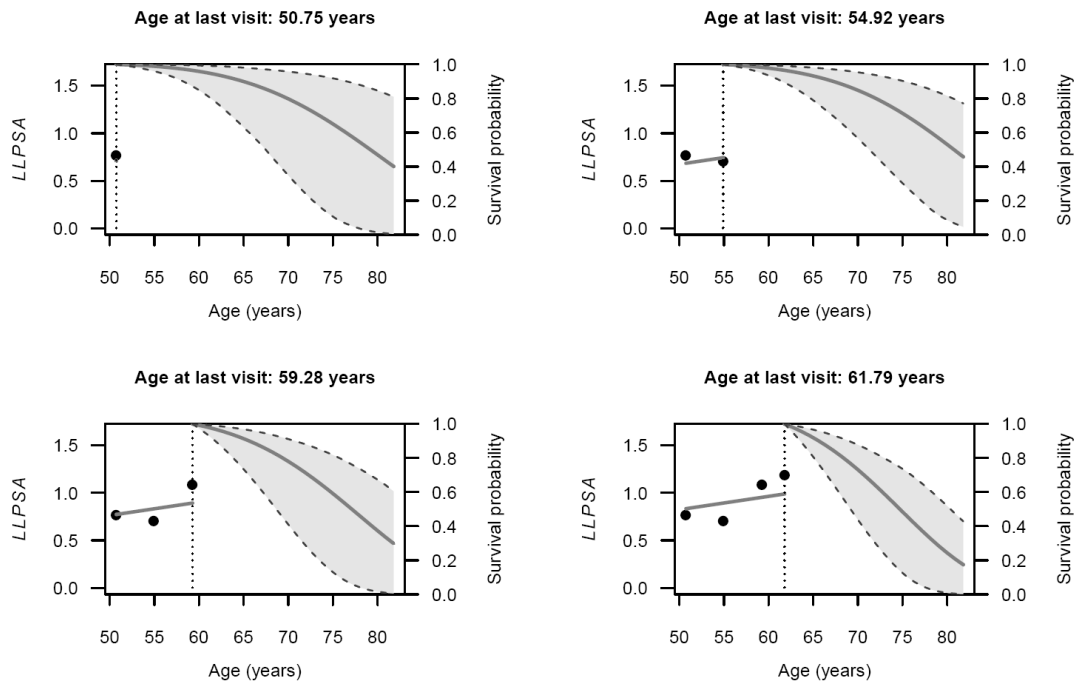 Age at last visit: 50.75 years
LLPSA
1.5
1.0
0.5
0.0
1.0
0.8
0.6
0.4
0.2
0.0
Survival probability
50 55 60 65 70 75 80
Age (years)
Age at last visit: 54.92 years
LLPSA
1.5
1.0
0.5
0.0
1.0
0.8
0.6
0.4
0.2
0.0
Survival probability
50 55 60 65 70 75 80
Age (years)
Age at last visit: 59.28 years
LLPSA
1.5
1.0
0.5
0.0
1.0
0.8
0.6
0.4
0.2
0.0
Survival probability
50 55 60 65 70 75 80
Age (years)
Age at last visit: 61.79 years
LLPSA
1.5
1.0
0.5
0.0
1.0
0.8
0.6
0.4
0.2
0.0
Survival probability
50 55 60 65 70 75 80
Age (years)